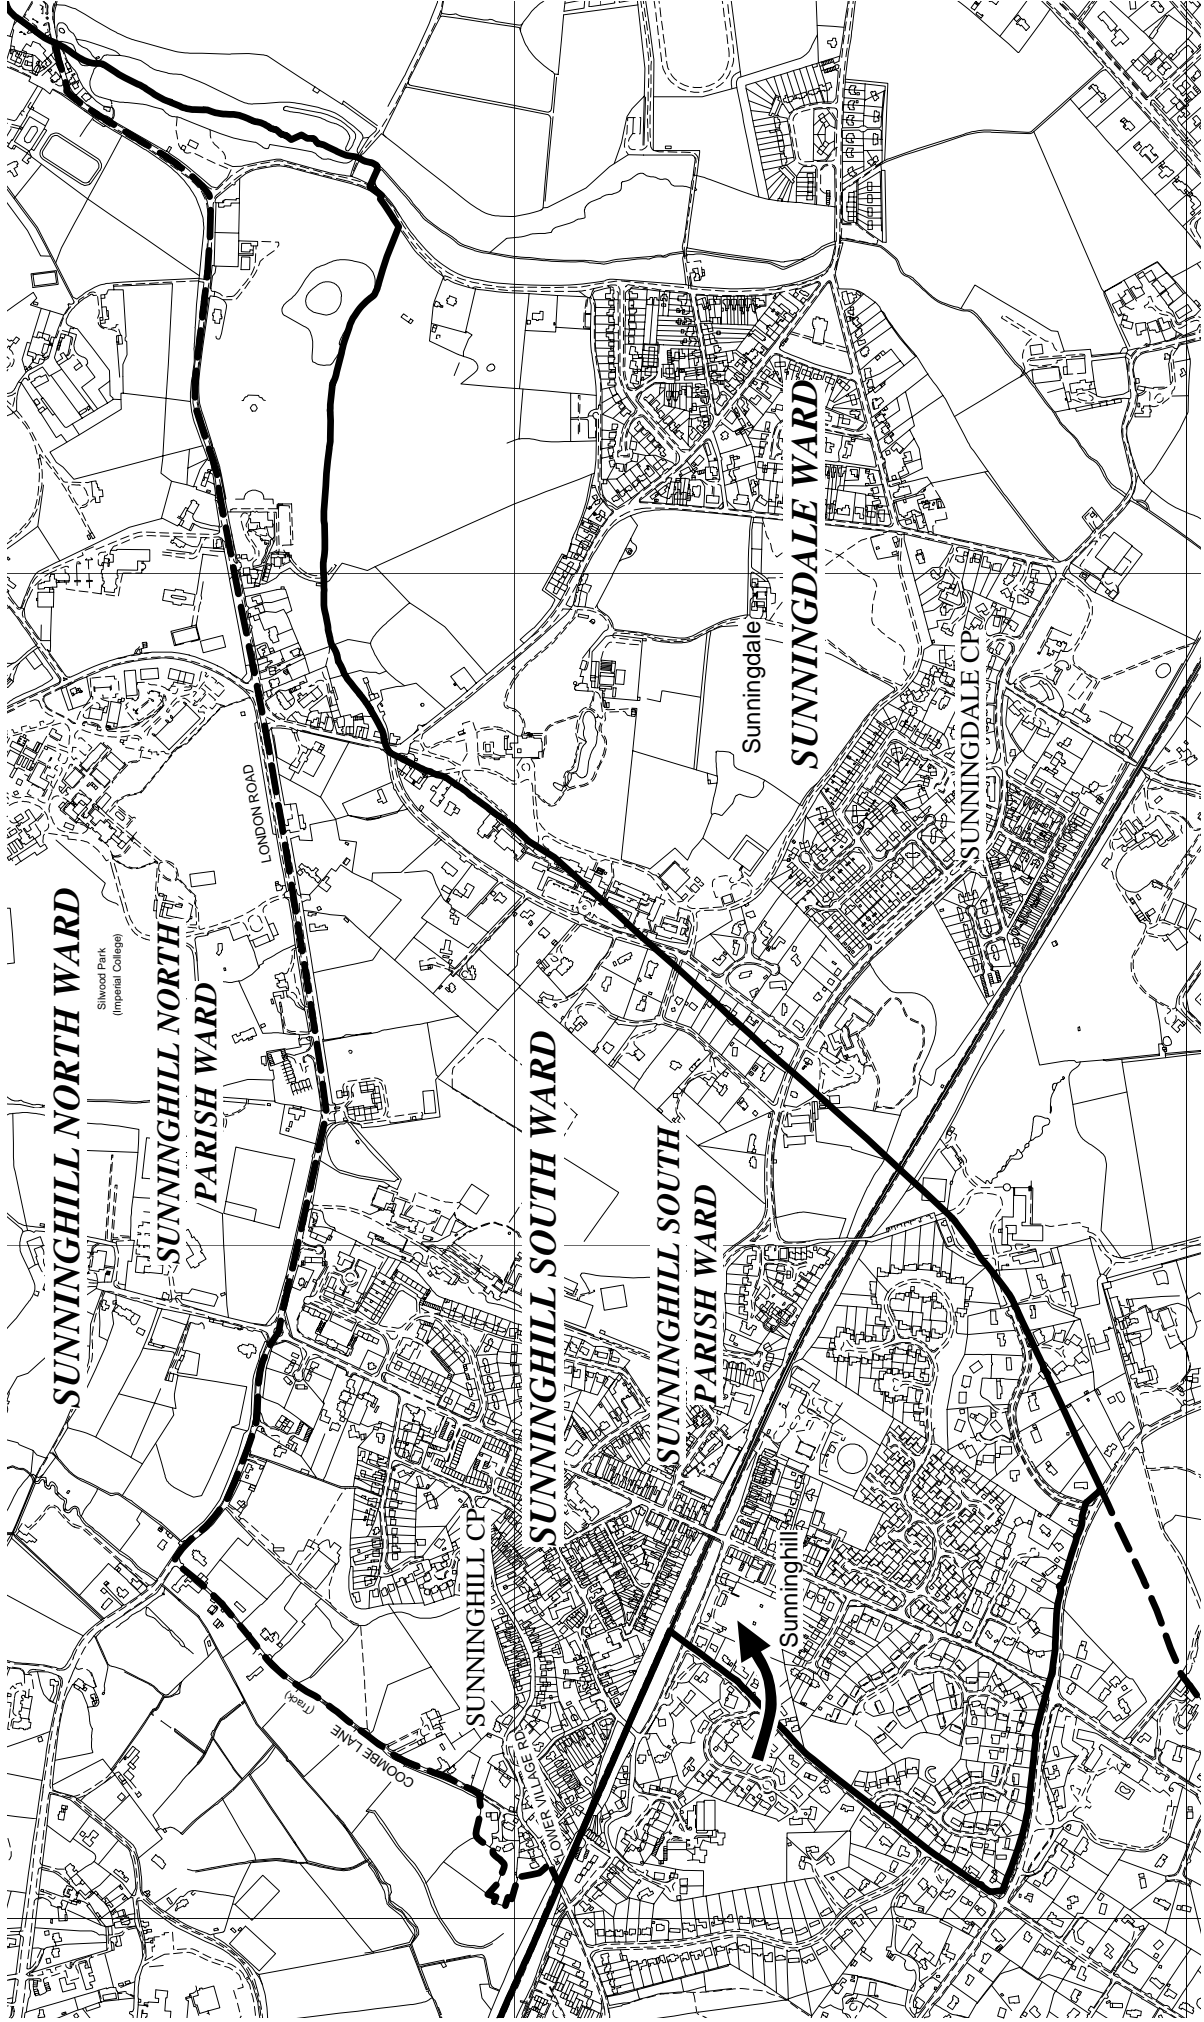 SUNNINGHILL NORTH WARD
Silwood Park
(Imperial College)
SUNNINGHILL NORTH
PARISH WARD
LONDON ROAD
SUNNINGHILL SOUTH WARD
SUNNINGHILL SOUTH
PARISH WARD
Sunningdale
SUNNINGDALE WARD
SUNNINGDALE CP
SUNNINGHILL CP
COOMBE LANE
(Track)
LOWER VILLAGE RD
Sunninghill